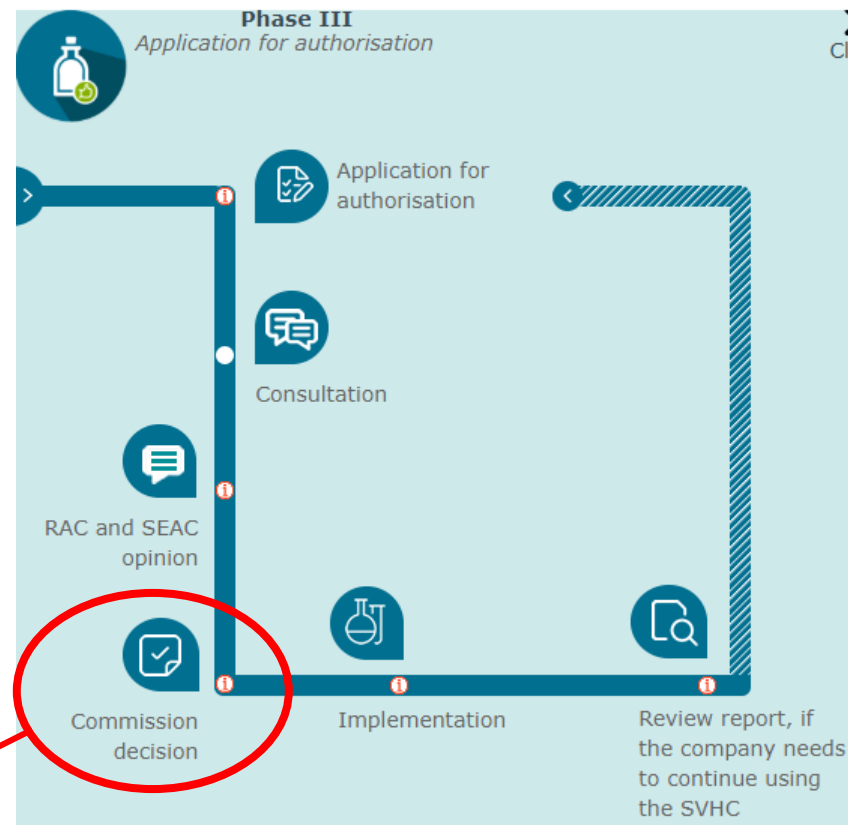 Phase III
Application for authorisation
Application for
authorisation
Consultation
RAC and SEAC
opinion
Commission
decision
Implementation
Review report, if
the company needs
to continue using
the SVHC